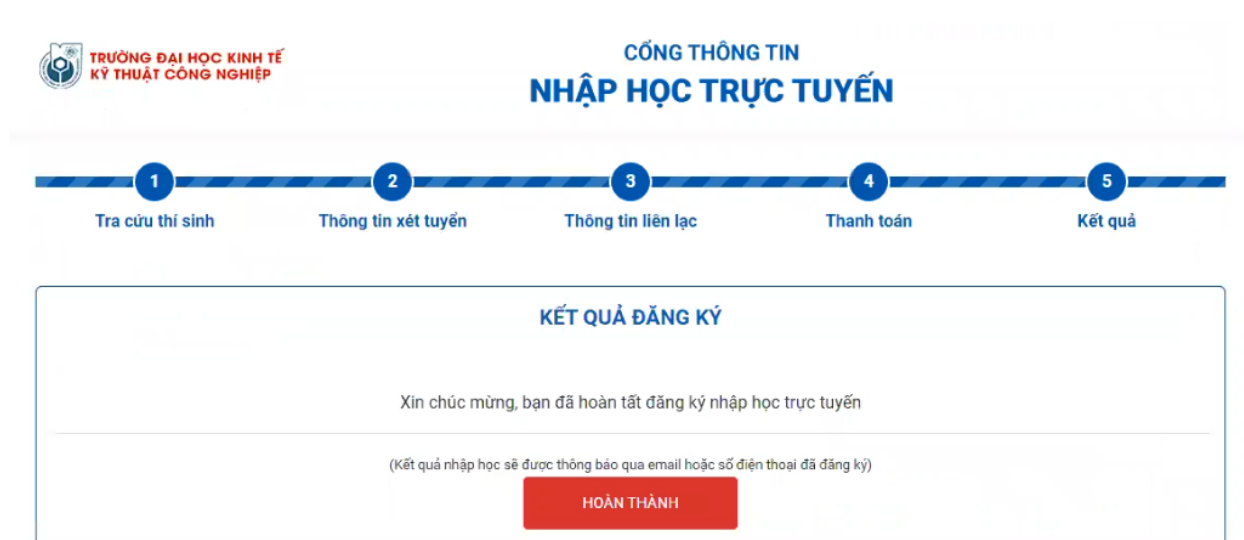 TRƯỜNG ĐẠI HỌC KINH TẾ
KỸ THUẬT CÔNG NGHIỆP
CỔNG THÔNG TIN
NHẬP HỌC TRỰC TUYẾN
1
2
3
4
5
Tra cứu thí sinh
Thông tin xét tuyển
Thông tin liên lạc
Thanh toán
Kết quả
KẾT QUẢ ĐĂNG KÝ
Xin chúc mừng, bạn đã hoàn tất đăng ký nhập học trực tuyến
(Kết quả nhập học sẽ được thông báo qua email hoặc số điện thoại đã đăng ký)
HOÀN THÀNH